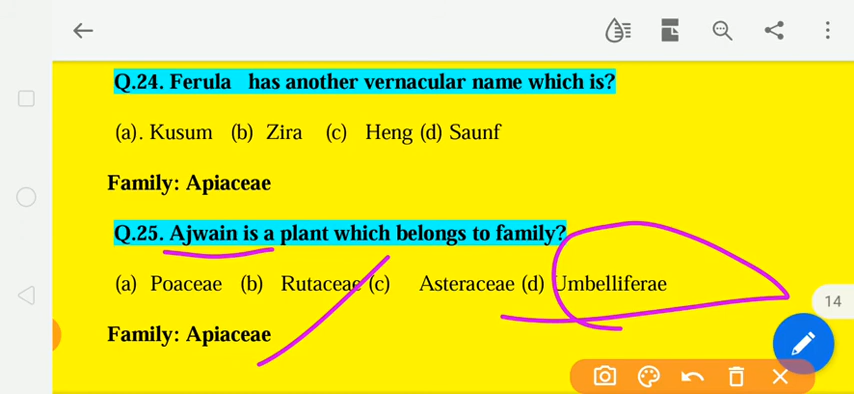 Q.24. Ferula has another vernacular name which is?
(a). Kusum (b) Zira (c) Heng (d) Saunf
Family: Apiaceae
Q.25. Ajwain is a plant which belongs to family?
(a) Poaceae (b) Rutaceae (c) Asteraceae (d) Umbelliferae
14
Family: Apiaceae